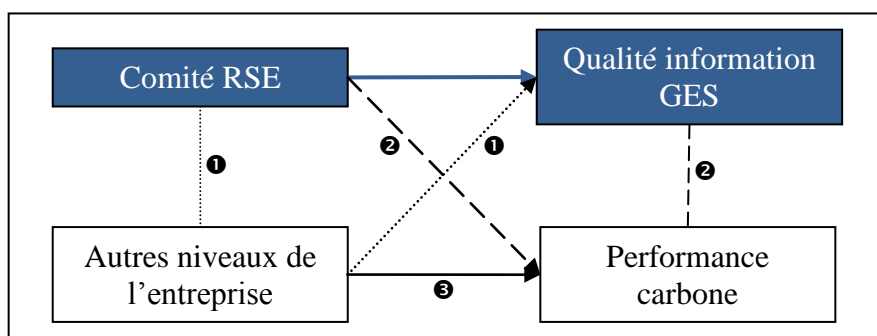 Comité RSE
Qualité information
GES
❶
❷
❶
❷
Autres niveaux de
l’entreprise
❸
Performance
carbone